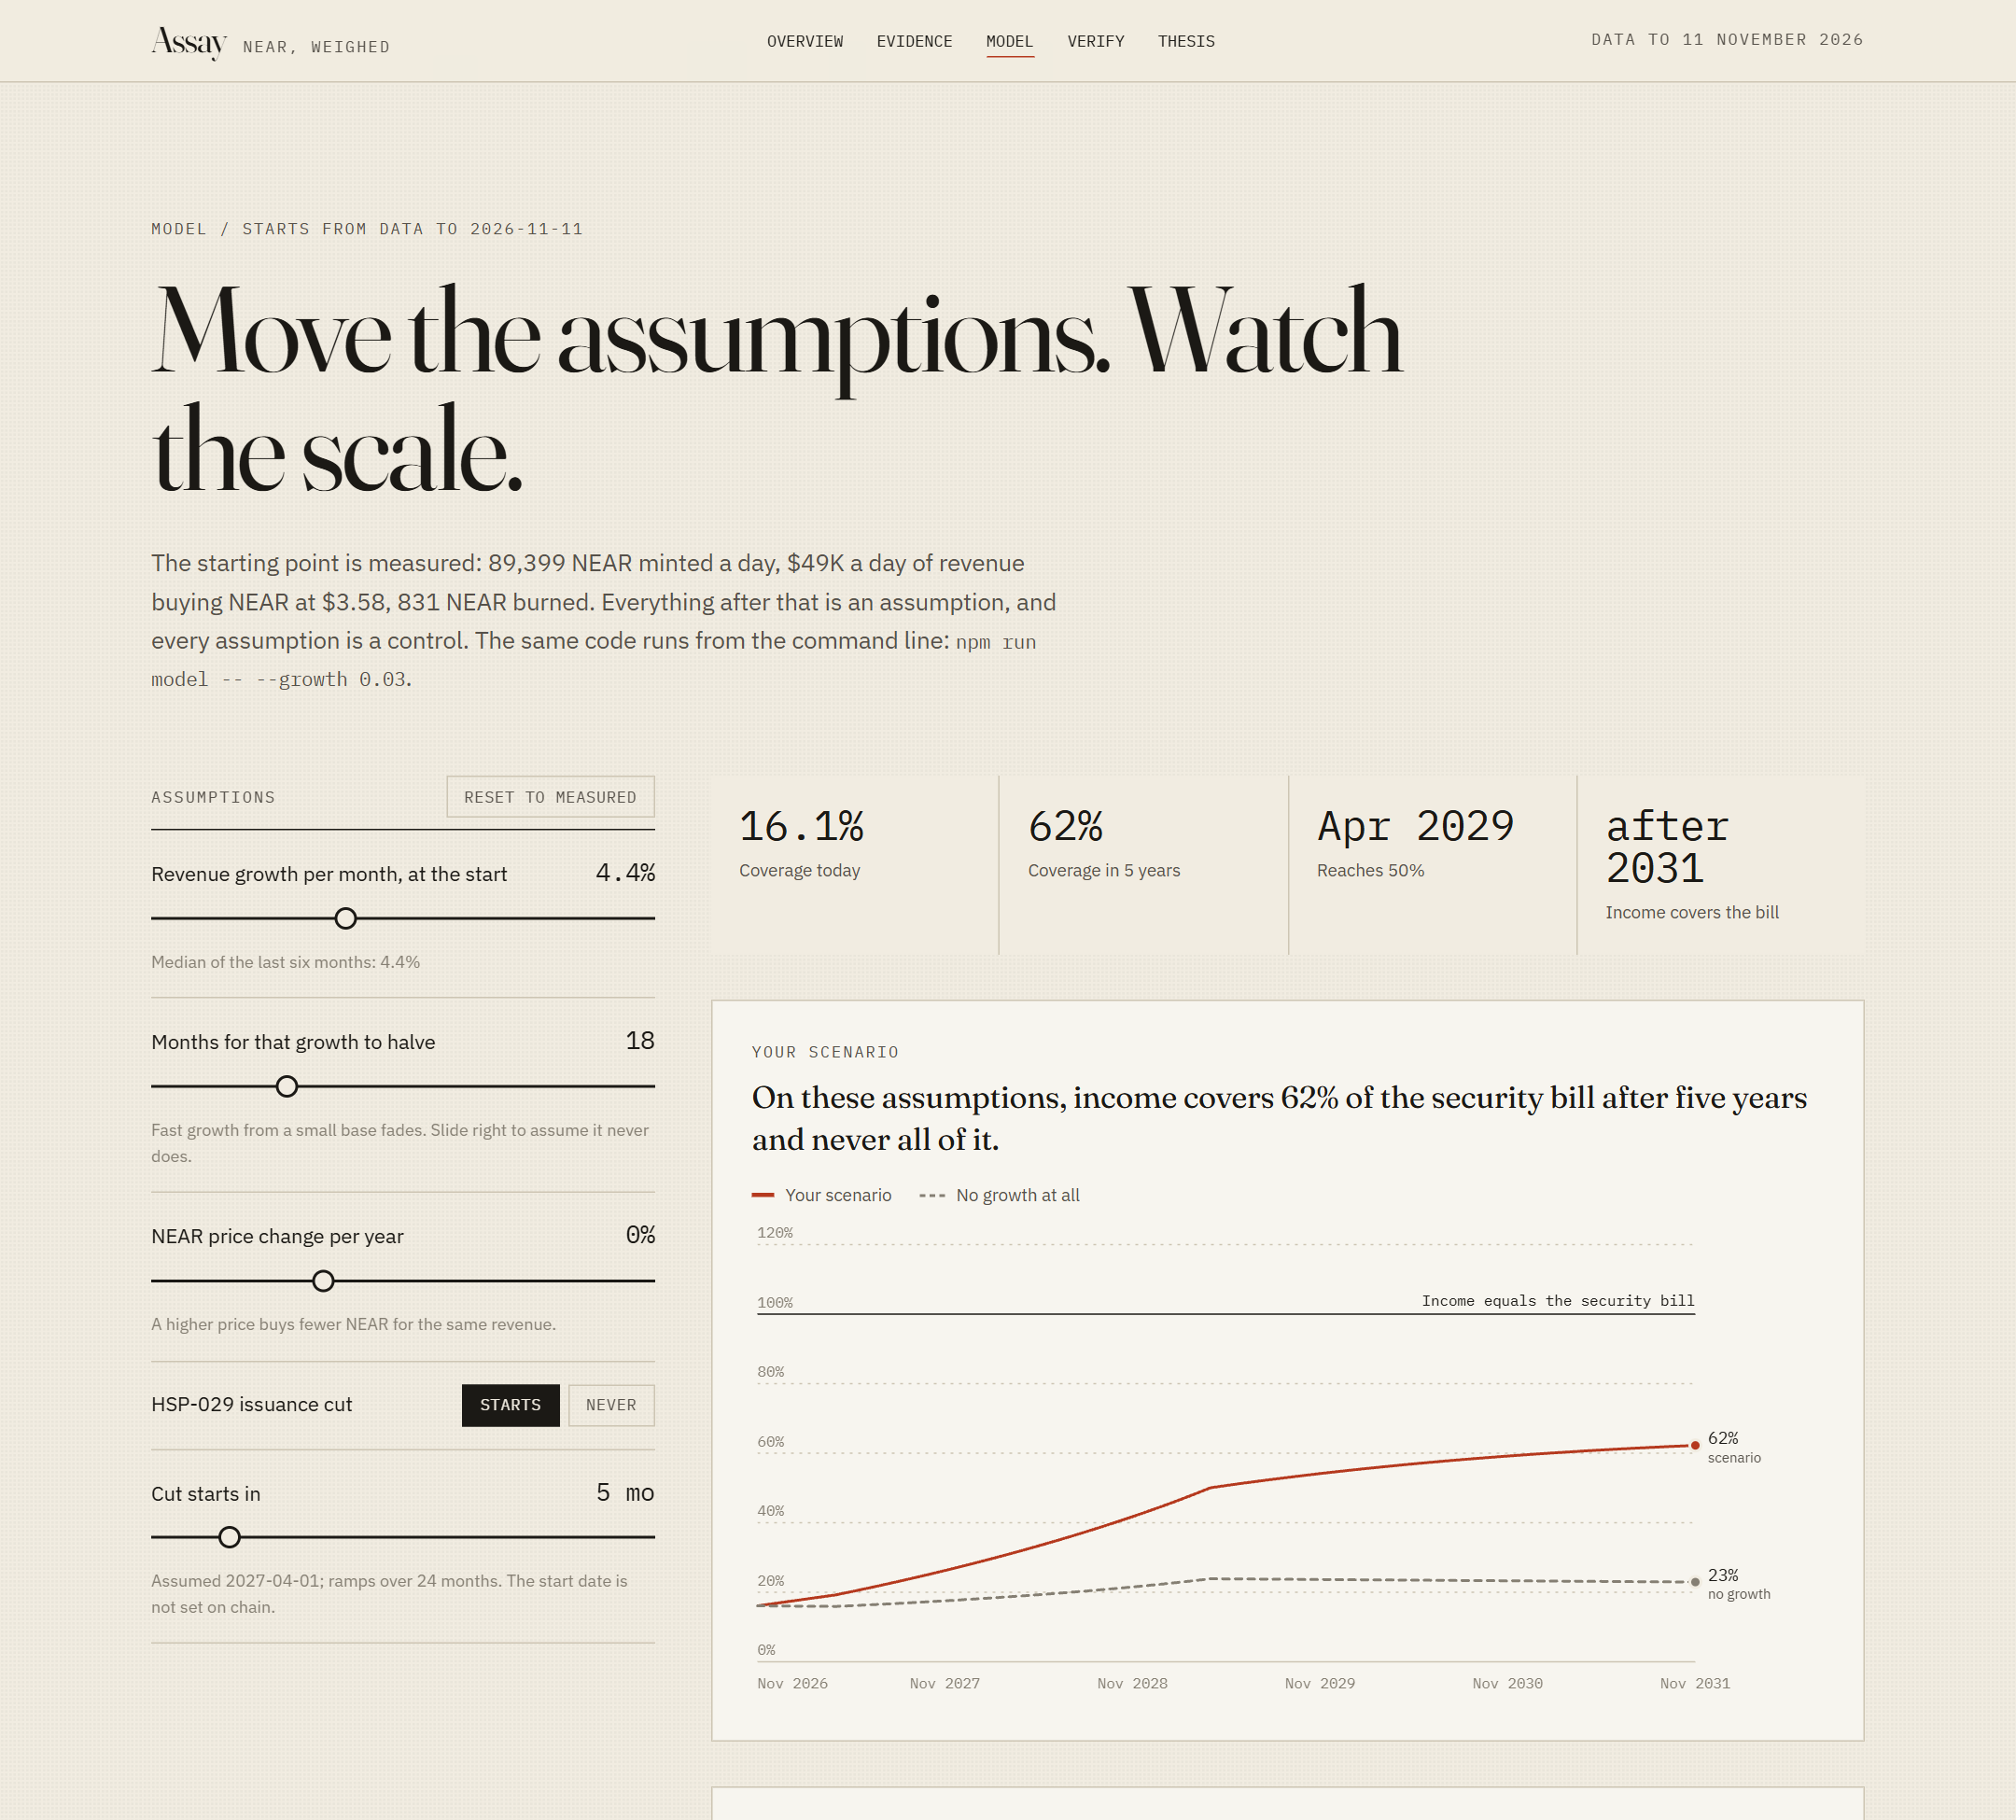 Assay NEAR, WEIGHED
OVERVIEW EVIDENCE MODEL VERIFY THESIS
DATA TO 11 NOVEMBER 2026
MODEL / STARTS FROM DATA TO 2026-11-11
Move the assumptions. Watch
the scale.
The starting point is measured: 89,399 NEAR minted a day, $49K a day of revenue
buying NEAR at $3.58, 831 NEAR burned. Everything after that is an assumption, and
every assumption is a control. The same code runs from the command line: npm run
model -- --growth 0.03.
ASSUMPTIONS
RESET TO MEASURED
Revenue growth per month, at the start 4.4%
Median of the last six months: 4.4%
Months for that growth to halve 18
Fast growth from a small base fades. Slide right to assume it never
does.
NEAR price change per year 0%
A higher price buys fewer NEAR for the same revenue.
HSP-029 issuance cut STARTS NEVER
Cut starts in 5 mo
Assumed 2027-04-01; ramps over 24 months. The start date is
not set on chain.
16.1%
Coverage today
62%
Coverage in 5 years
Apr 2029
Reaches 50%
after
2031
Income covers the bill
YOUR SCENARIO
On these assumptions, income covers 62% of the security bill after five years
and never all of it.
Your scenario No growth at all
120%
100%
Income equals the security bill
80%
60%
62%
scenario
40%
20%
23%
no growth
0%
Nov 2026 Nov 2027 Nov 2028 Nov 2029 Nov 2030 Nov 2031